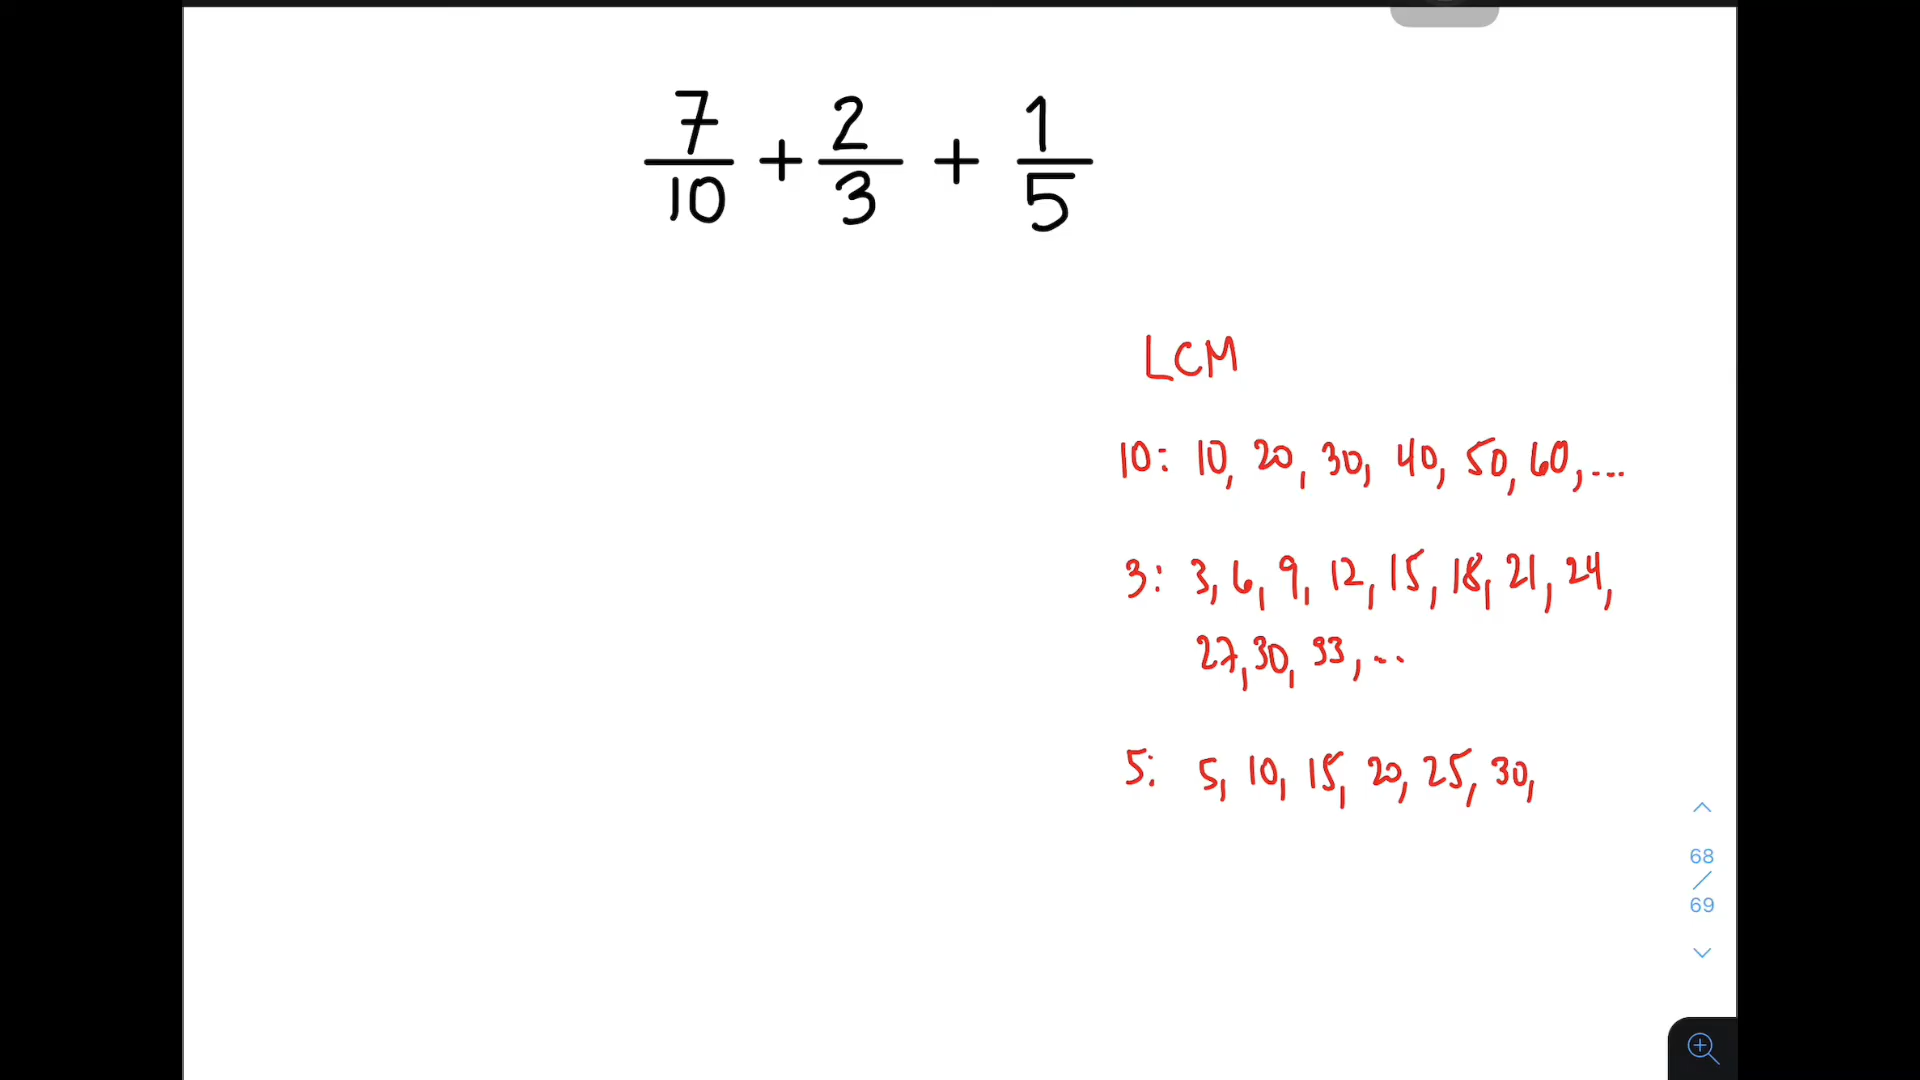 7/10 + 2/3 + 1/5
LCM
10: 10, 20, 30, 40, 50, 60, ...
3: 3, 6, 9, 12, 15, 18, 21, 24,
27, 30, 33, ...
5: 5, 10, 15, 20, 25, 30,
68
/
69